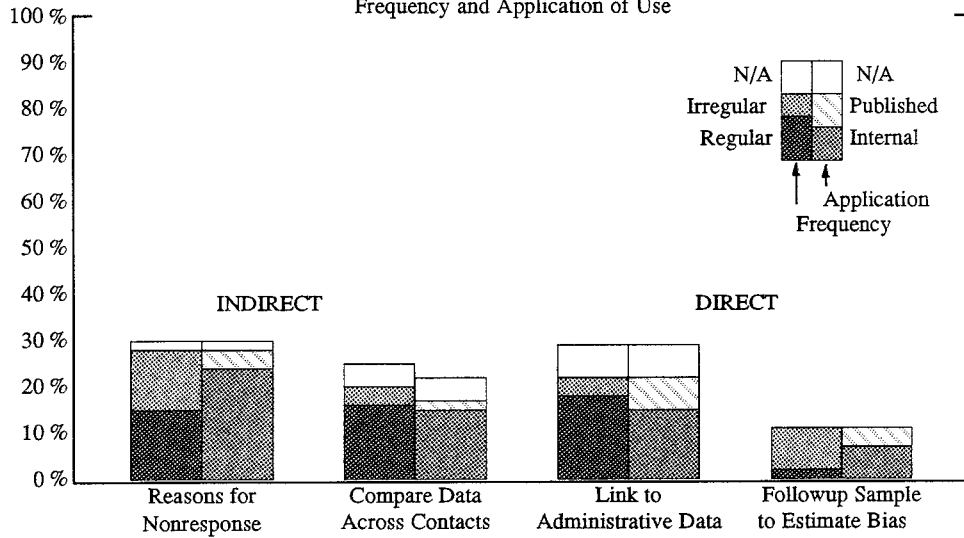 Frequency and Application of Use
100 %
90 %
80 %
70 %
60 %
50 %
40 %
30 %
20 %
10 %
0 %
N/A N/A
Irregular Published
Regular Internal
Application
Frequency
INDIRECT DIRECT
Reasons for
Nonresponse
Compare Data
Across Contacts
Link to
Administrative Data
Followup Sample
to Estimate Bias